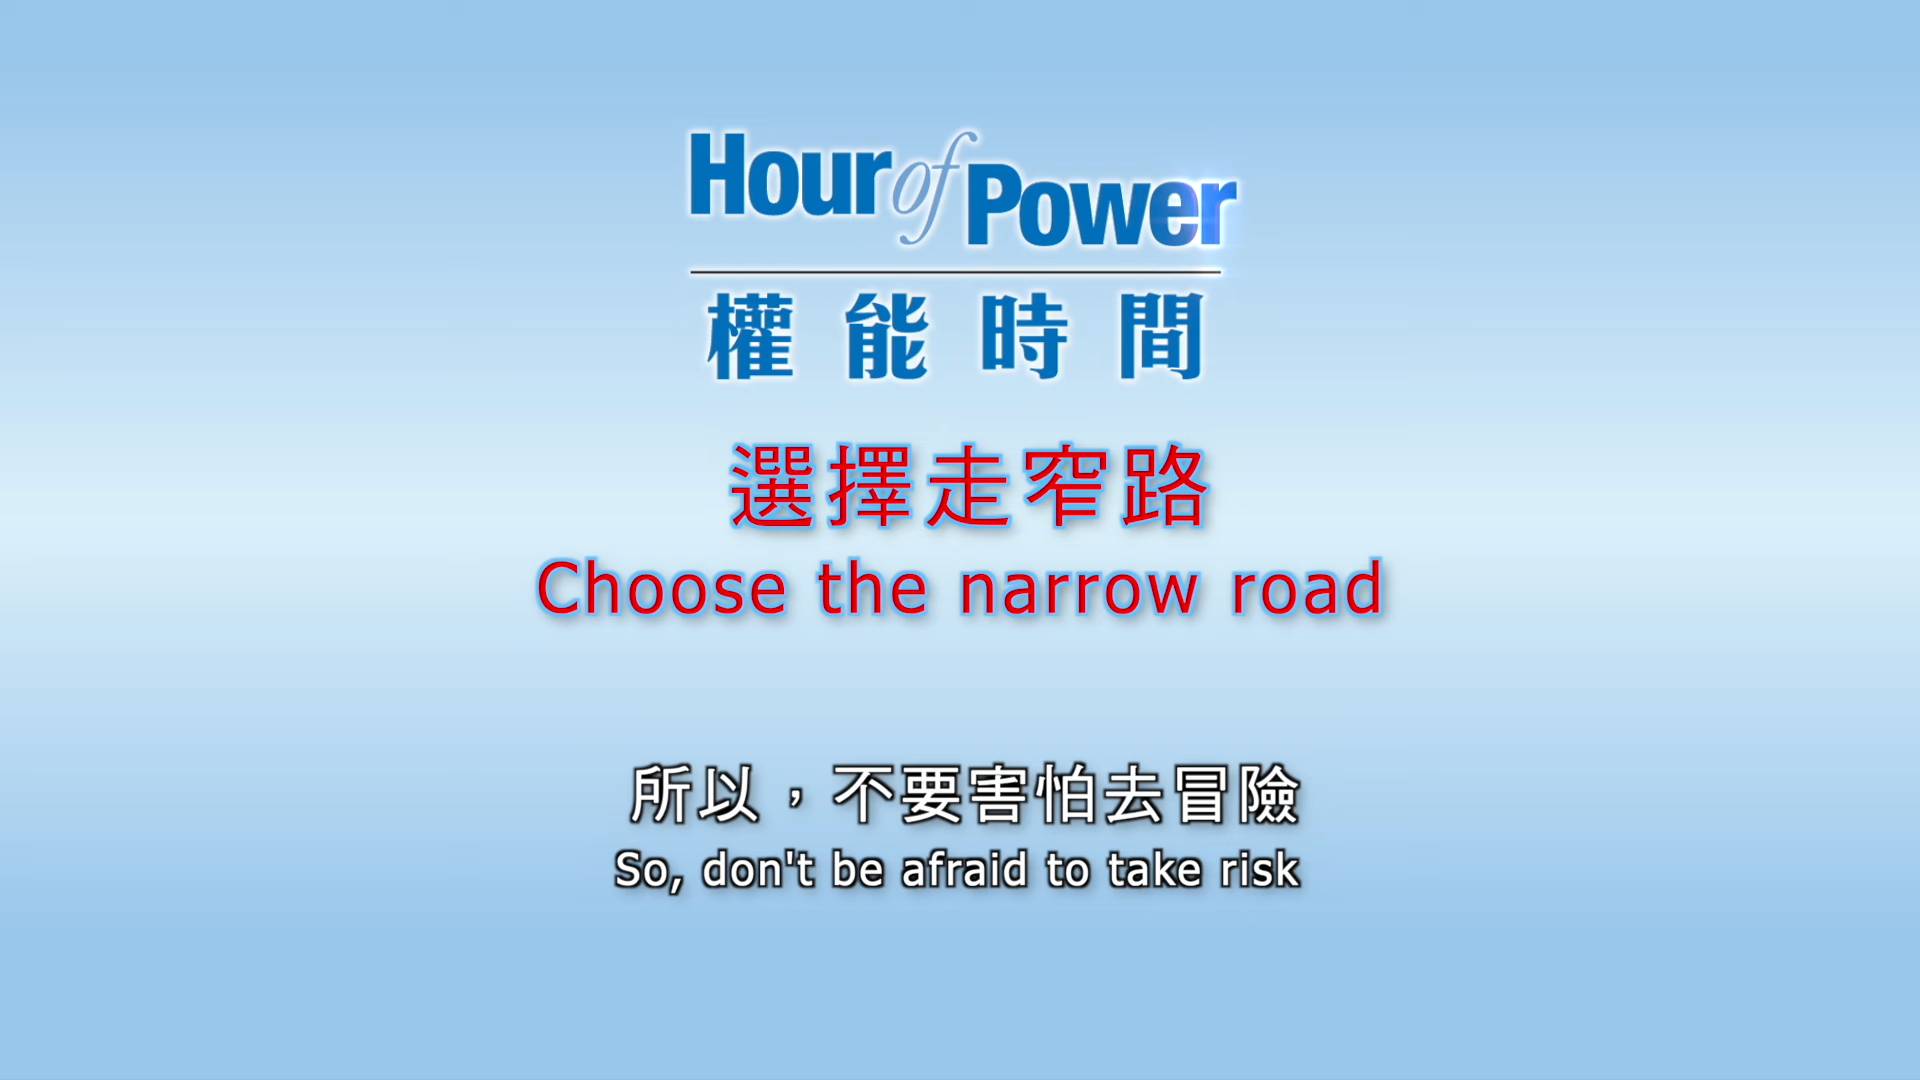 Hour of Power
權能時間
選擇走窄路
Choose the narrow road
所以，不要害怕去冒險
So, don't be afraid to take risk